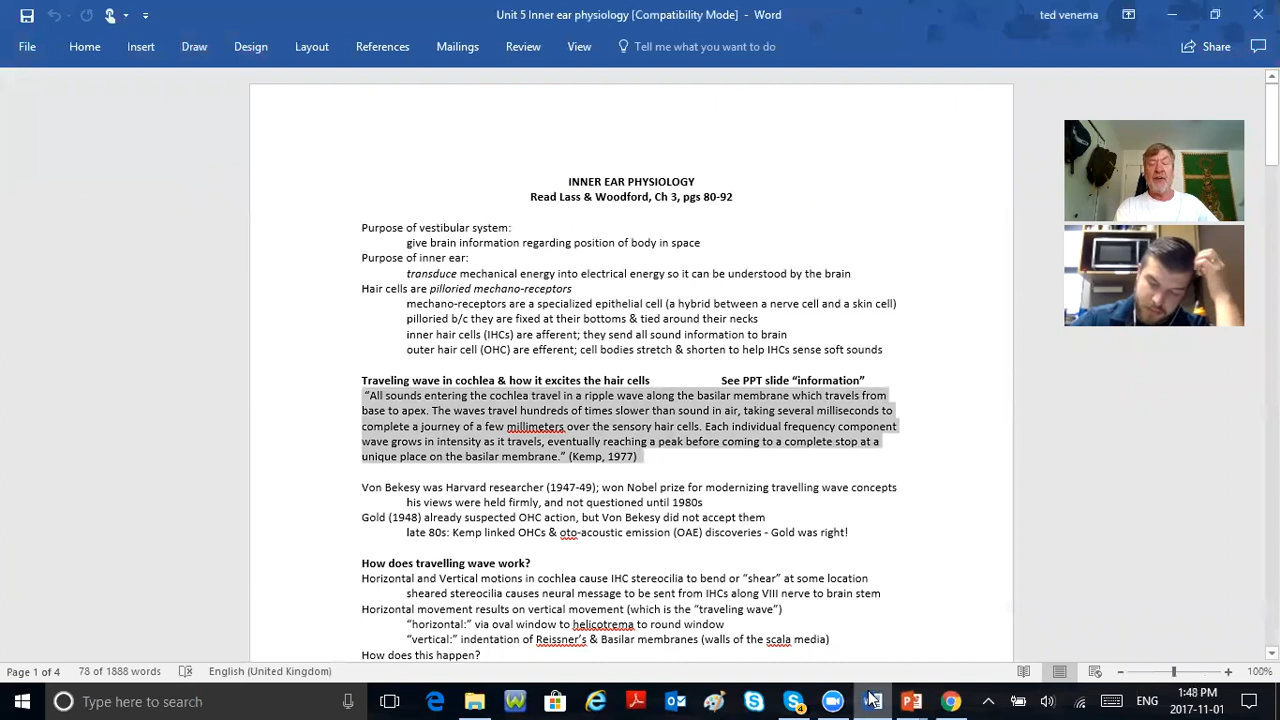 Unit 5 Inner ear physiology [Compatibility Mode] - Word
ted venema
File Home Insert Draw Design Layout References Mailings Review View Tell me what you want to do Share
INNER EAR PHYSIOLOGY
Read Lass & Woodford, Ch 3, pgs 80-92
Purpose of vestibular system:
give brain information regarding position of body in space
Purpose of inner ear:
transduce mechanical energy into electrical energy so it can be understood by the brain
Hair cells are pilloried mechano-receptors
mechano-receptors are a specialized epithelial cell (a hybrid between a nerve cell and a skin cell)
pilloried b/c they are fixed at their bottoms & tied around their necks
inner hair cells (IHCs) are afferent; they send all sound information to brain
outer hair cell (OHC) are efferent; cell bodies stretch & shorten to help IHCs sense soft sounds
Traveling wave in cochlea & how it excites the hair cells See PPT slide “information”
“All sounds entering the cochlea travel in a ripple wave along the basilar membrane which travels from
base to apex. The waves travel hundreds of times slower than sound in air, taking several milliseconds to
complete a journey of a few millimeters over the sensory hair cells. Each individual frequency component
wave grows in intensity as it travels, eventually reaching a peak before coming to a complete stop at a
unique place on the basilar membrane.” (Kemp, 1977)
Von Bekesy was Harvard researcher (1947-49); won Nobel prize for modernizing travelling wave concepts
his views were held firmly, and not questioned until 1980s
Gold (1948) already suspected OHC action, but Von Bekesy did not accept them
late 80s: Kemp linked OHCs & oto-acoustic emission (OAE) discoveries - Gold was right!
How does travelling wave work?
Horizontal and Vertical motions in cochlea cause IHC stereocilia to bend or “shear” at some location
sheared stereocilia causes neural message to be sent from IHCs along VIII nerve to brain stem
Horizontal movement results on vertical movement (which is the “traveling wave”)
“horizontal:” via oval window to helicotrema to round window
“vertical:” indentation of Reissner’s & Basilar membranes (walls of the scala media)
How does this happen?
Page 1 of 4 78 of 1888 words English (United Kingdom) 100%
Type here to search
ENG
1:48 PM
2017-11-01